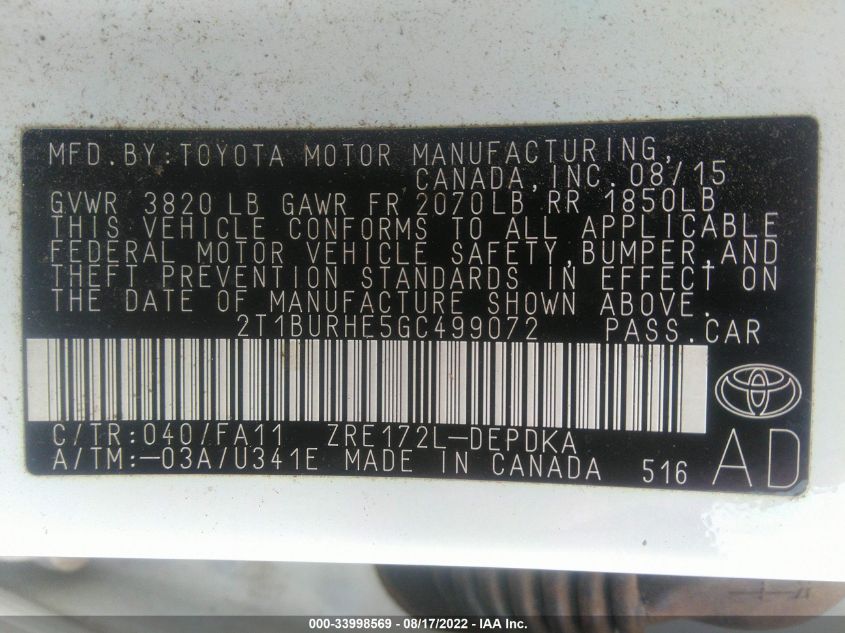 MFD.BY:TOYOTA MOTOR MANUFACTURING,
CANADA,INC.08/15
GVWR 3820LB GAWR FR 2070LB RR 1850LB
THIS VEHICLE CONFORMS TO ALL APPLICABLE
FEDERAL MOTOR VEHICLE SAFETY,BUMPER,AND
THEFT PREVENTION STANDARDS IN EFFECT ON
THE DATE OF MANUFACTURE SHOWN ABOVE.
2T1BURHE5GC499072 PASS.CAR
C/TR:040/FA11 ZRE172L-DEPDKA
A/TM:-03A/U341E MADE IN CANADA 516 AD
000-33998569 - 08/17/2022 - © IAA Inc.